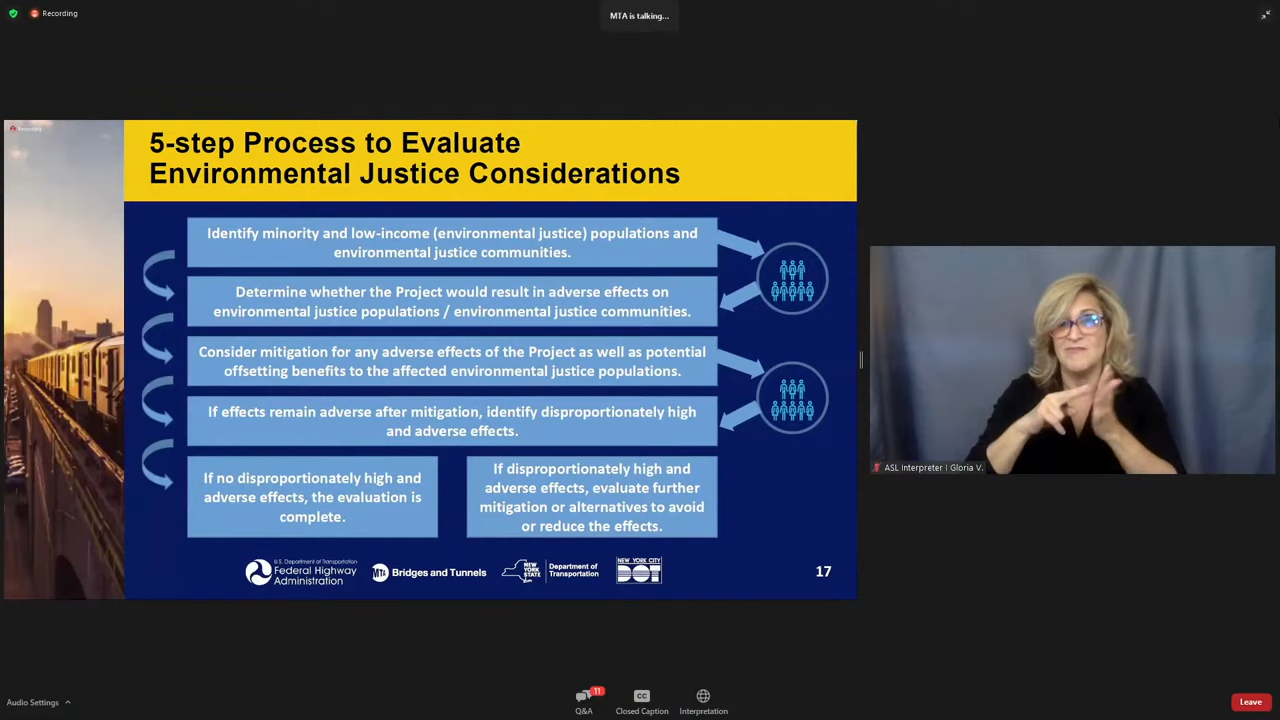 Recording
MTA is talking...
Recording
5-step Process to Evaluate
Environmental Justice Considerations
Identify minority and low-income (environmental justice) populations and
environmental justice communities.
Determine whether the Project would result in adverse effects on
environmental justice populations / environmental justice communities.
Consider mitigation for any adverse effects of the Project as well as potential
offsetting benefits to the affected environmental justice populations.
If effects remain adverse after mitigation, identify disproportionately high
and adverse effects.
If no disproportionately high and
adverse effects, the evaluation is
complete.
If disproportionately high and
adverse effects, evaluate further
mitigation or alternatives to avoid
or reduce the effects.
U.S. Department of Transportation
Federal Highway
Administration
MTA Bridges and Tunnels
NEW YORK STATE
Department of
Transportation
NEW YORK CITY
DOT
17
ASL Interpreter I Gloria V.
Audio Settings
11
Q&A
CC
Closed Caption
Interpretation
Leave